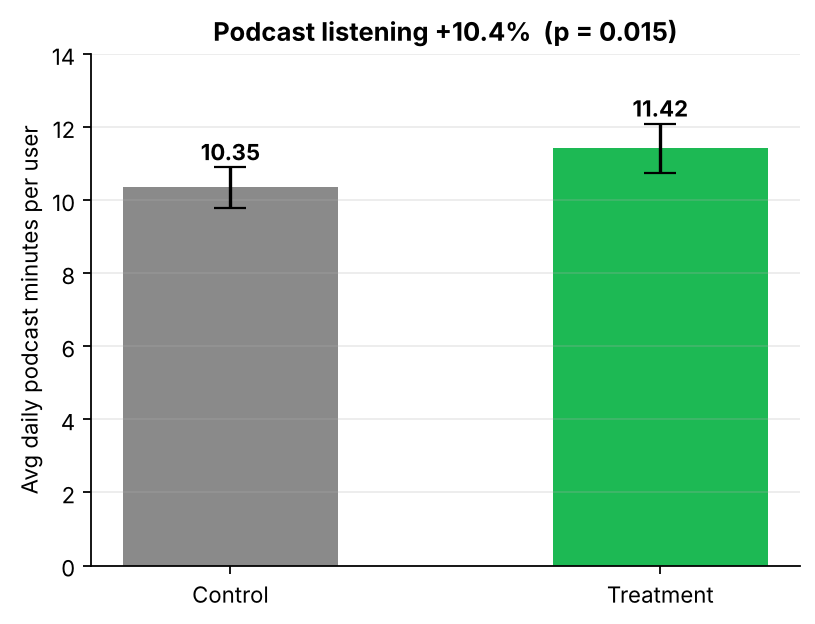 Podcast listening +10.4% (p = 0.015)
Avg daily podcast minutes per user
14
12
10
8
6
4
2
0
10.35
11.42
Control
Treatment